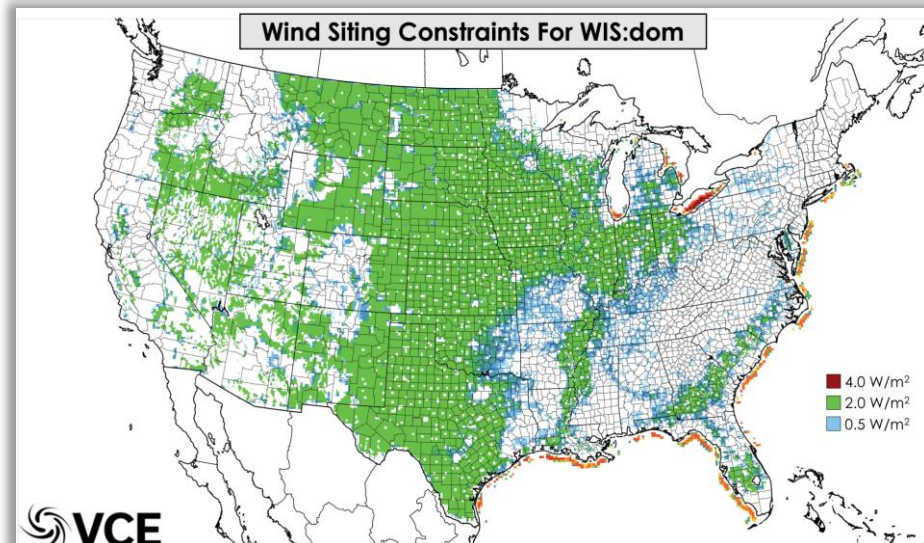 Wind Siting Constraints For WIS:dom
4.0 W/m²
2.0 W/m²
0.5 W/m²
VCE